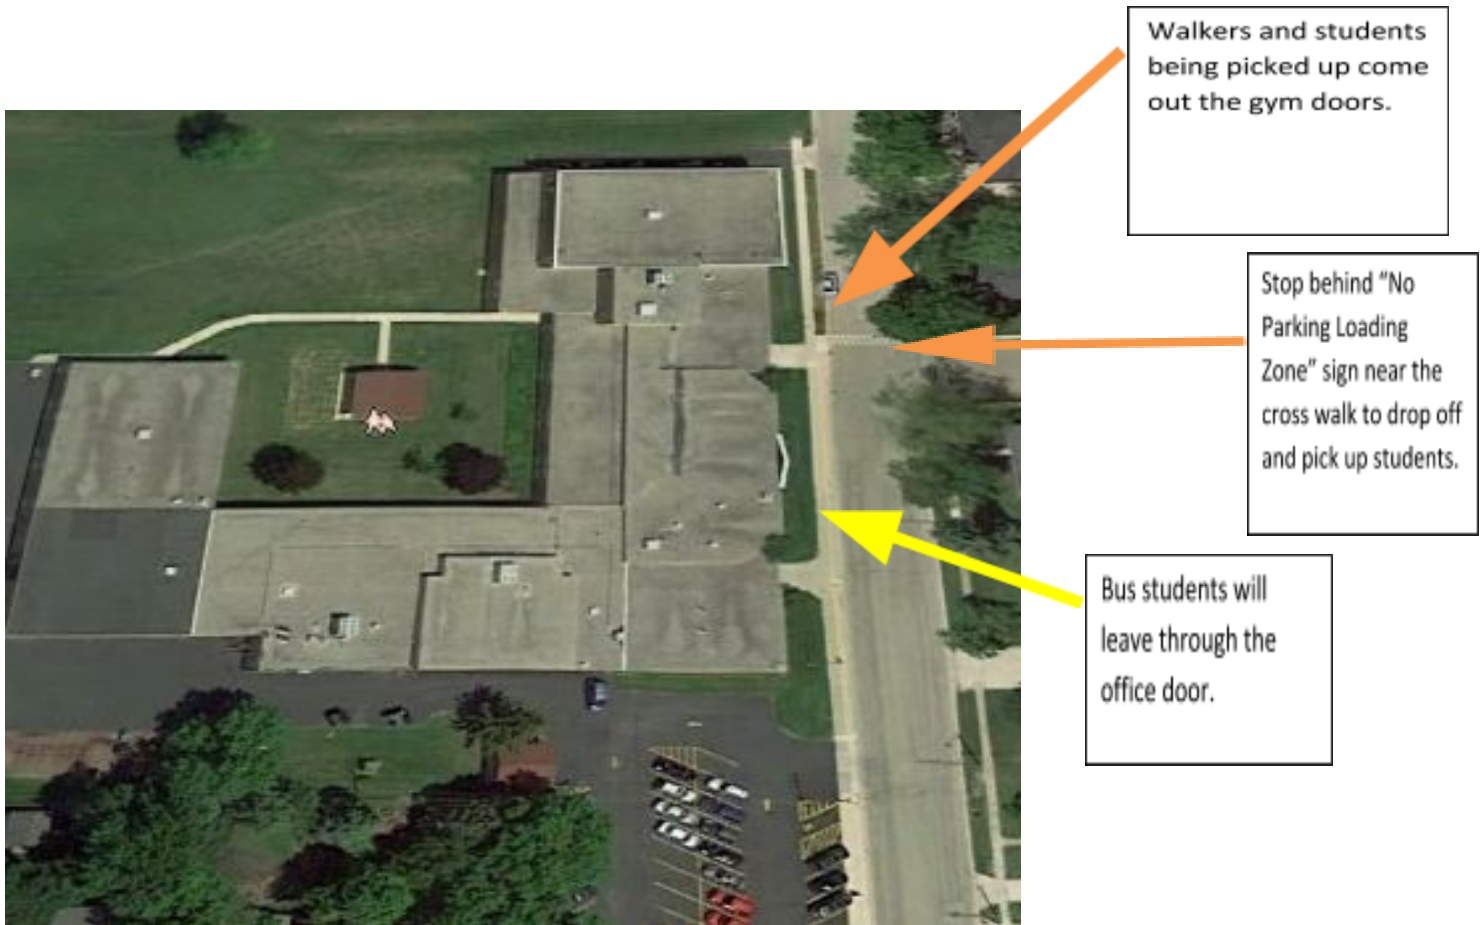 Walkers and students
being picked up come
out the gym doors.
Stop behind “No
Parking Loading
Zone” sign near the
cross walk to drop off
and pick up students.
Bus students will
leave through the
office door.